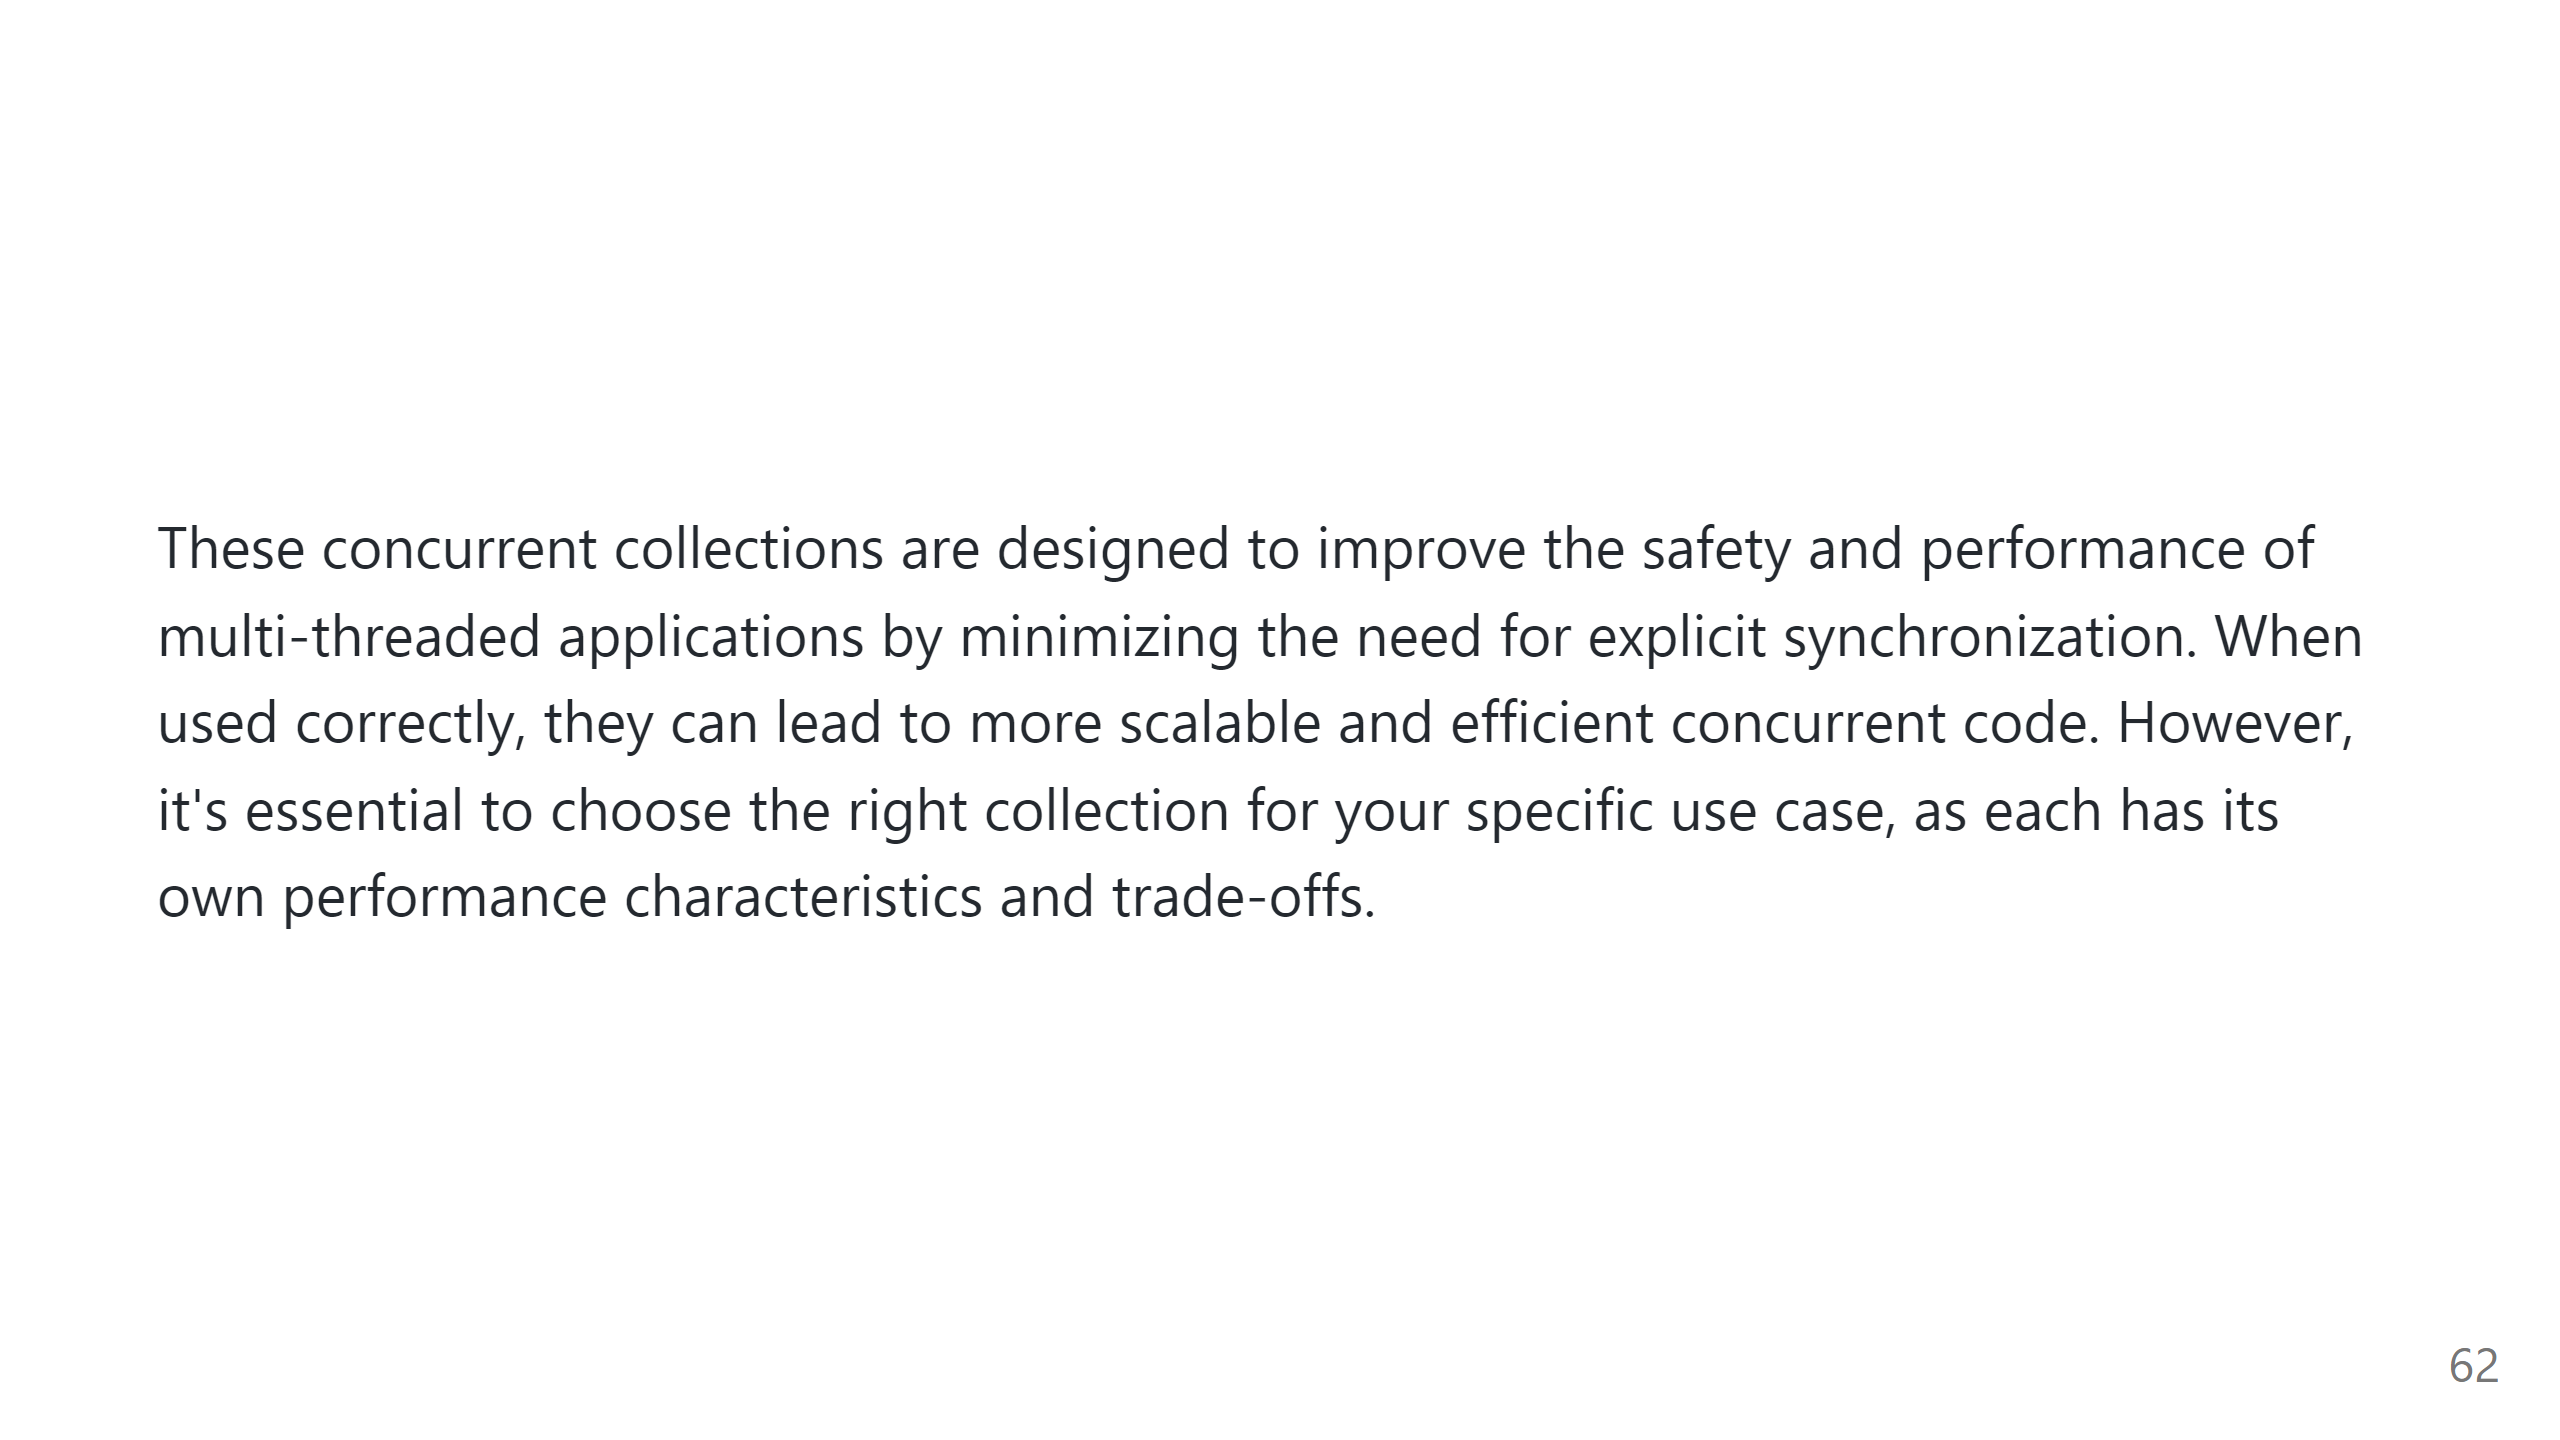 These concurrent collections are designed to improve the safety and performance of
multi-threaded applications by minimizing the need for explicit synchronization. When
used correctly, they can lead to more scalable and efficient concurrent code. However,
it's essential to choose the right collection for your specific use case, as each has its
own performance characteristics and trade-offs.
62